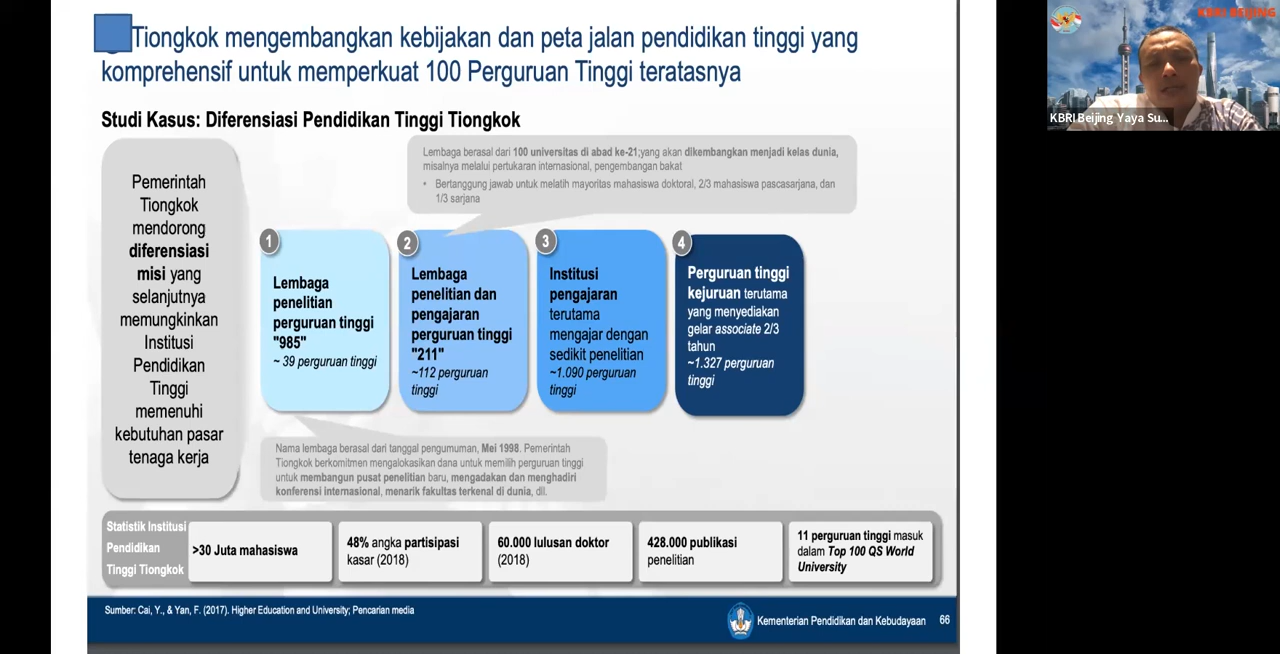 Tiongkok mengembangkan kebijakan dan peta jalan pendidikan tinggi yang
komprehensif untuk memperkuat 100 Perguruan Tinggi teratasnya
KBRI BEIJING
KBRI Beijing Yaya Su...
Studi Kasus: Diferensiasi Pendidikan Tinggi Tiongkok
Pemerintah
Tiongkok
mendorong
diferensiasi
misi yang
selanjutnya
memungkinkan
Institusi
Pendidikan
Tinggi
memenuhi
kebutuhan pasar
tenaga kerja
Lembaga berasal dari 100 universitas di abad ke-21;yang akan dikembangkan menjadi kelas dunia,
misalnya melalui pertukaran internasional, pengembangan bakat
• Bertanggung jawab untuk melatih mayoritas mahasiswa doktoral, 2/3 mahasiswa pascasarjana, dan
1/3 sarjana
1
Lembaga
penelitian
perguruan tinggi
"985"
~ 39 perguruan tinggi
2
Lembaga
penelitian dan
pengajaran
perguruan tinggi
"211"
~112 perguruan
tinggi
3
Institusi
pengajaran
terutama
mengajar dengan
sedikit penelitian
~1.090 perguruan
tinggi
4
Perguruan tinggi
kejuruan terutama
yang menyediakan
gelar associate 2/3
tahun
~1.327 perguruan
tinggi
Nama lembaga berasal dari tanggal pengumuman, Mei 1998. Pemerintah
Tiongkok berkomitmen mengalokasikan dana untuk memilih perguruan tinggi
untuk membangun pusat penelitian baru, mengadakan dan menghadiri
konferensi internasional, menarik fakultas terkenal di dunia, dll.
Statistik Institusi
Pendidikan
Tinggi Tiongkok
>30 Juta mahasiswa
48% angka partisipasi
kasar (2018)
60.000 lulusan doktor
(2018)
428.000 publikasi
penelitian
11 perguruan tinggi masuk
dalam Top 100 QS World
University
Sumber: Cai, Y., & Yan, F. (2017). Higher Education and University; Pencarian media
Kementerian Pendidikan dan Kebudayaan
66